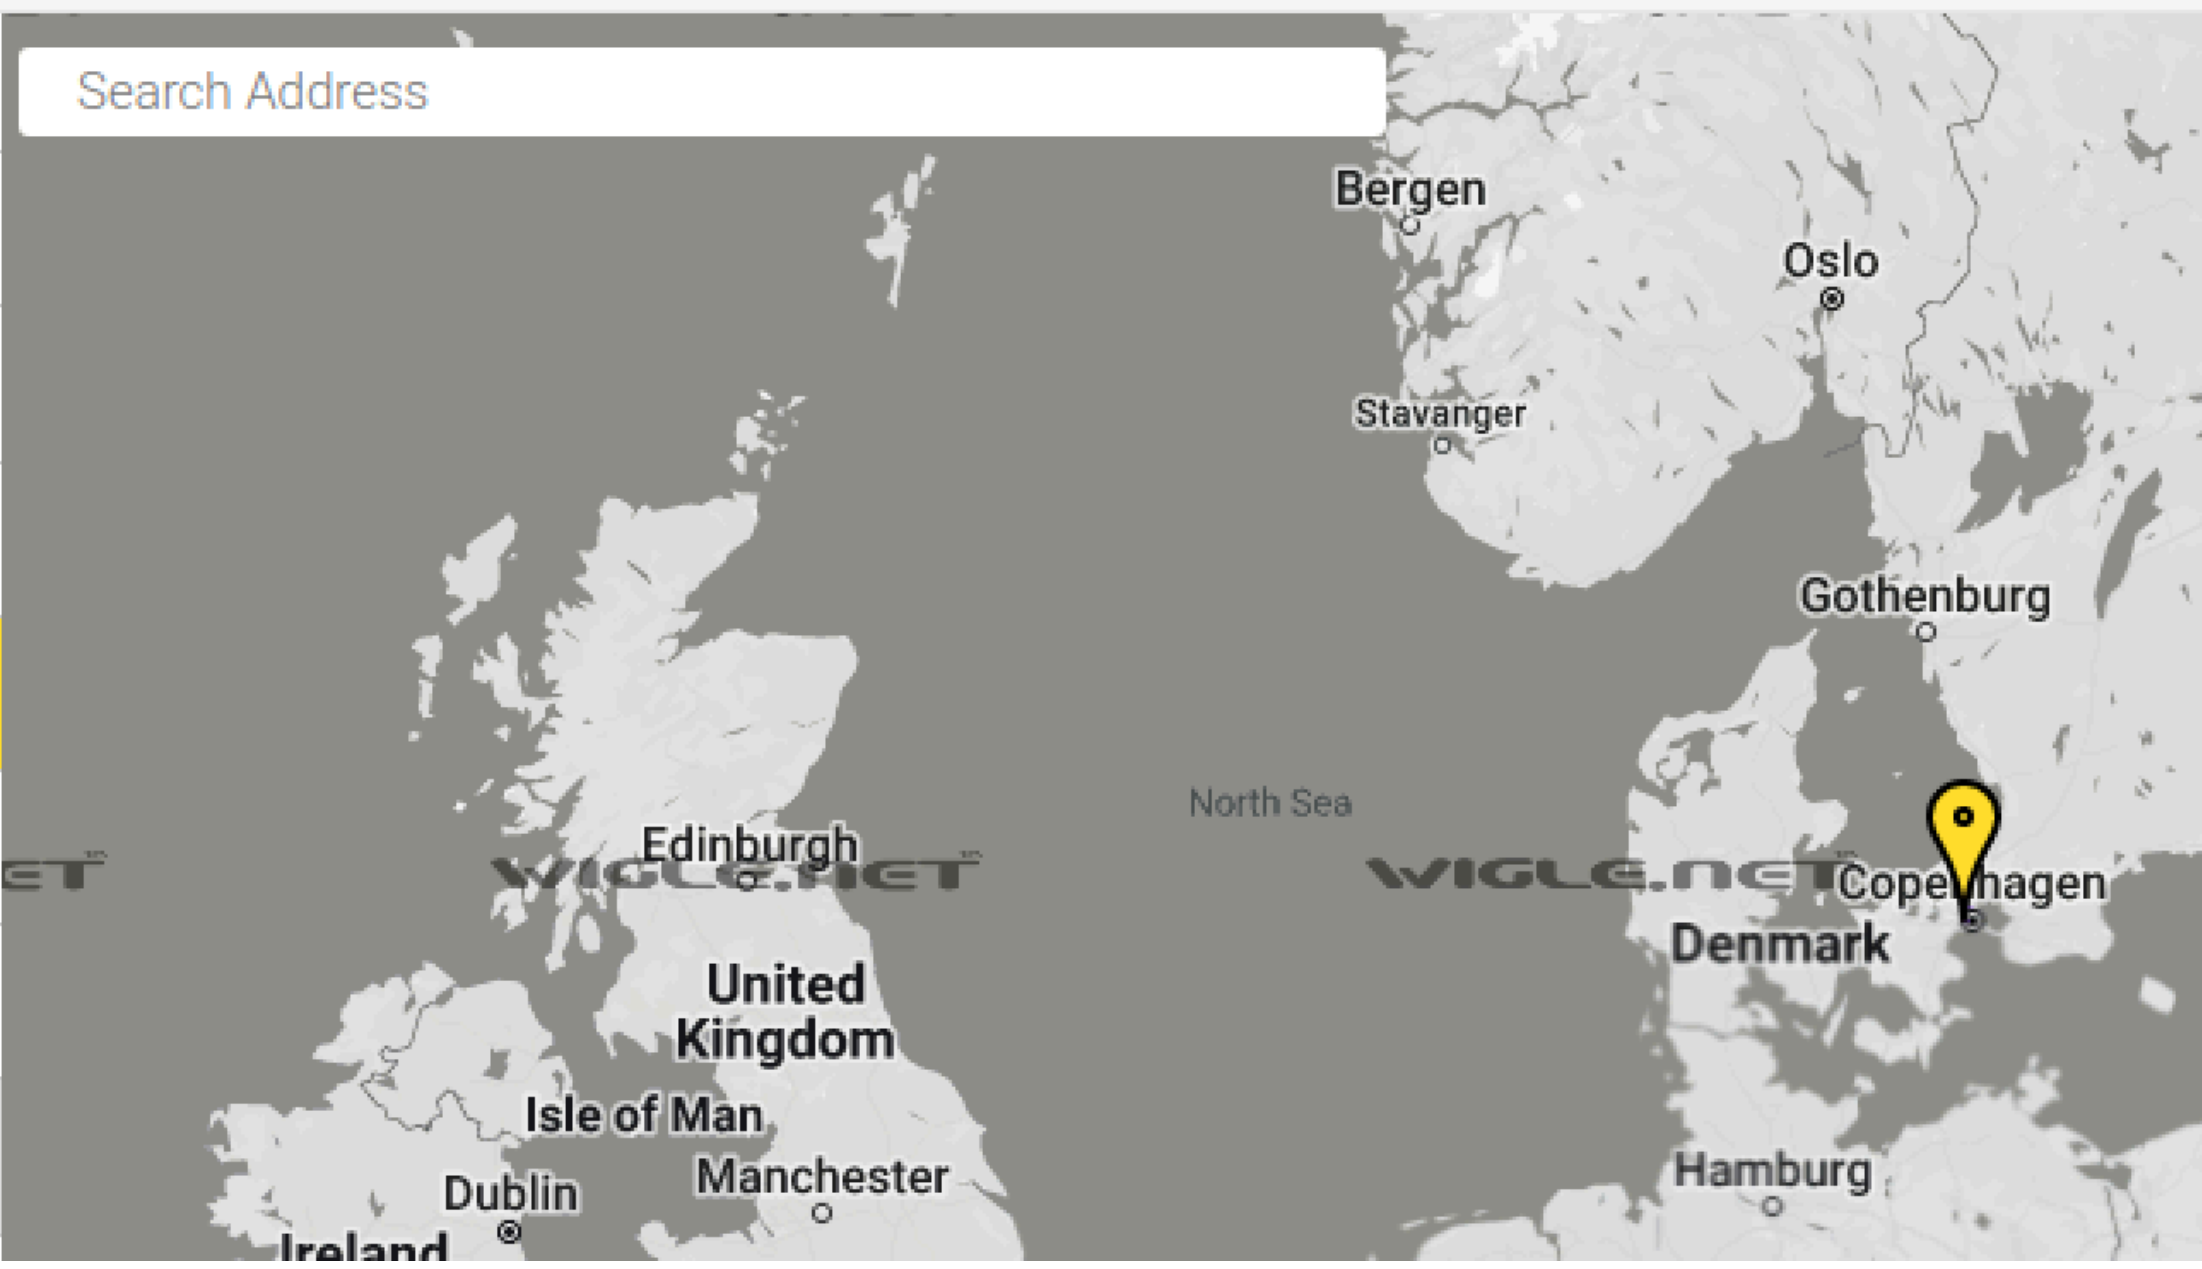 Search Address
Bergen
Oslo
Stavanger
Gothenburg
North Sea
Edinburgh
WIGLE.NET
WIGLE.NET
Copenhagen
Denmark
United
Kingdom
Isle of Man
Manchester
Hamburg
Dublin
Ireland